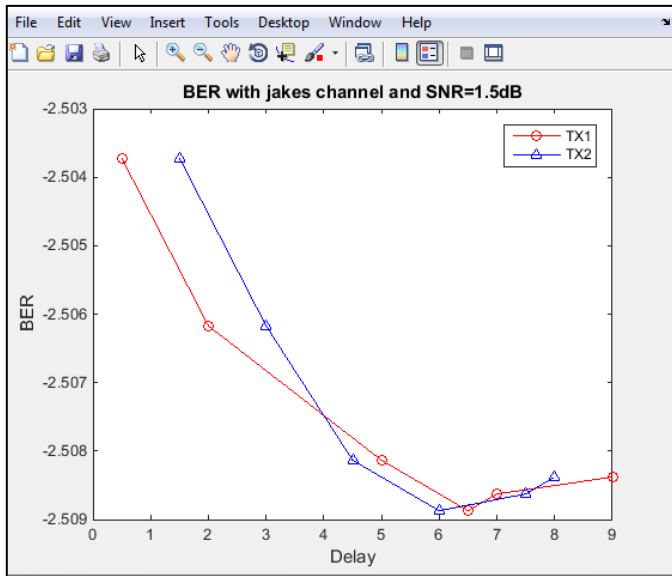 File Edit View Insert Tools Desktop Window Help
BER with jakes channel and SNR=1.5dB
TX1
TX2
-2.503
-2.504
-2.505
-2.506
-2.507
-2.508
-2.509
BER
0 1 2 3 4 5 6 7 8 9
Delay